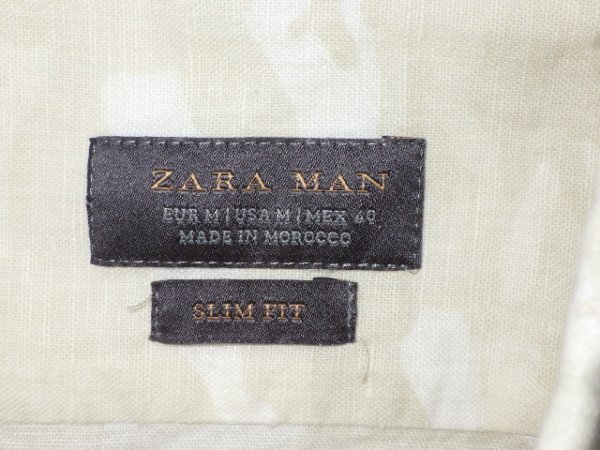 ZARA MAN
EUR M | USA M | MEX 40
MADE IN MOROCCO
SLIM FIT